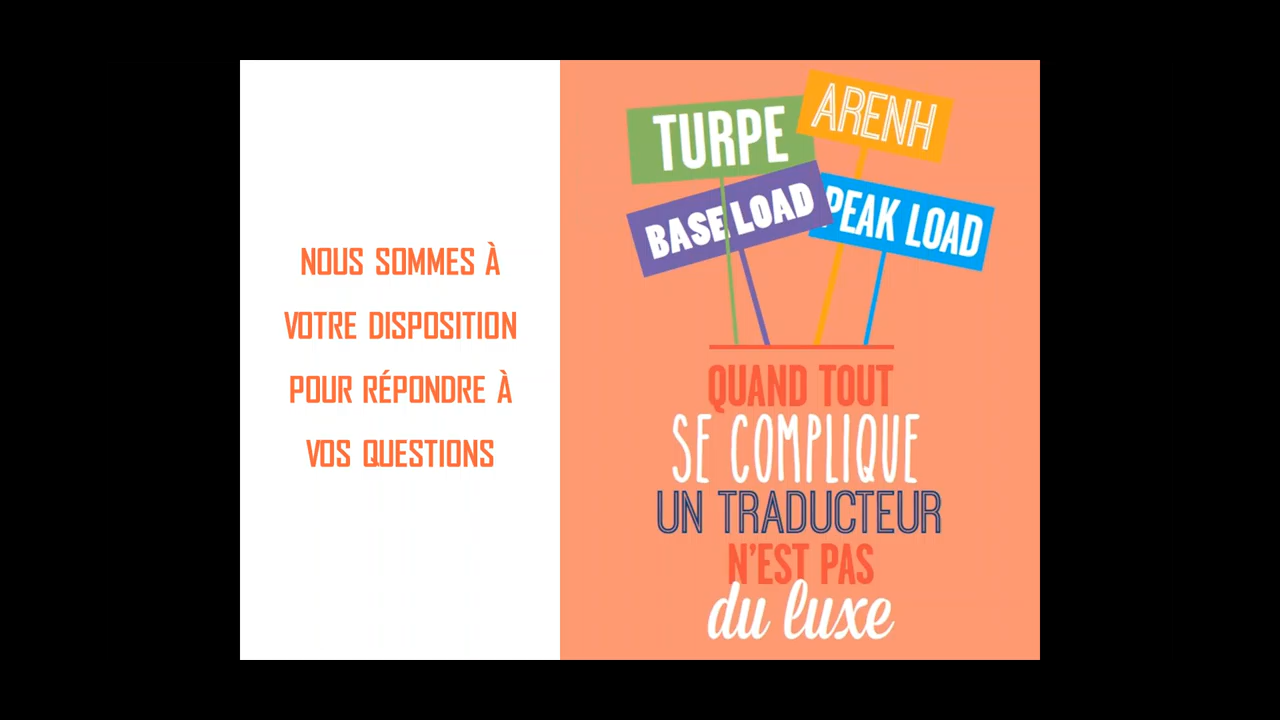 NOUS SOMMES À
VOTRE DISPOSITION
POUR RÉPONDRE À
VOS QUESTIONS
TURPE
ARENH
BASE LOAD
PEAK LOAD
QUAND TOUT
SE COMPLIQUE
UN TRADUCTEUR
N'EST PAS
du luxe